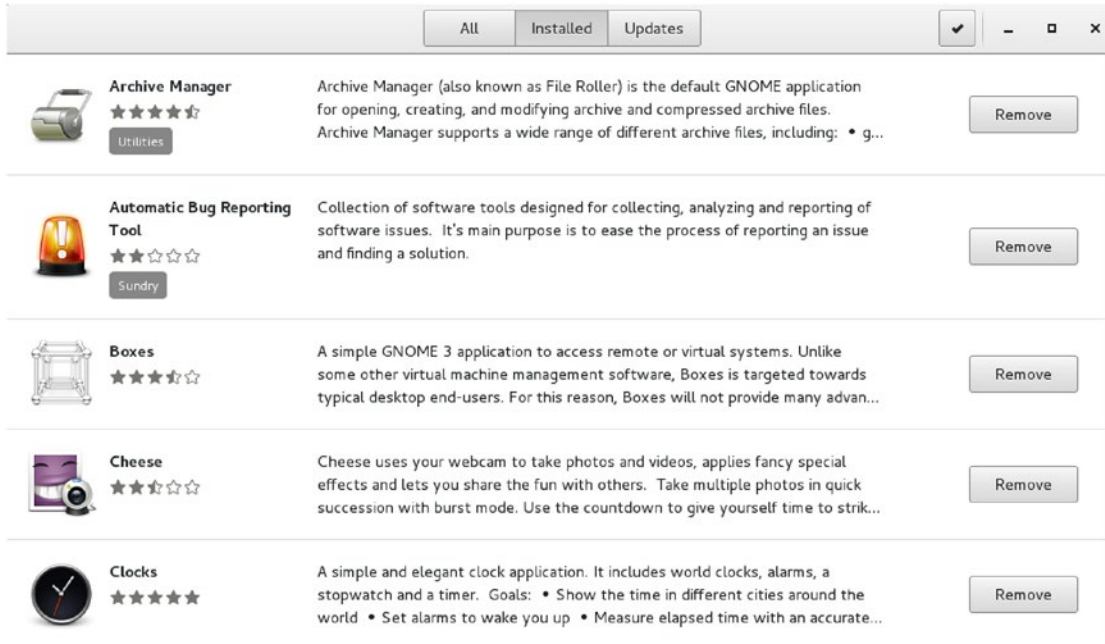 All Installed Updates
Archive Manager
Utilities
Archive Manager (also known as File Roller) is the default GNOME application
for opening, creating, and modifying archive and compressed archive files.
Archive Manager supports a wide range of different archive files, including: • g...
Remove
Automatic Bug Reporting
Tool
Sundry
Collection of software tools designed for collecting, analyzing and reporting of
software issues. It's main purpose is to ease the process of reporting an issue
and finding a solution.
Remove
Boxes
A simple GNOME 3 application to access remote or virtual systems. Unlike
some other virtual machine management software, Boxes is targeted towards
typical desktop end-users. For this reason, Boxes will not provide many advan...
Remove
Cheese
Cheese uses your webcam to take photos and videos, applies fancy special
effects and lets you share the fun with others. Take multiple photos in quick
succession with burst mode. Use the countdown to give yourself time to strik...
Remove
Clocks
A simple and elegant clock application. It includes world clocks, alarms, a
stopwatch and a timer. Goals: • Show the time in different cities around the
world • Set alarms to wake you up • Measure elapsed time with an accurate...
Remove